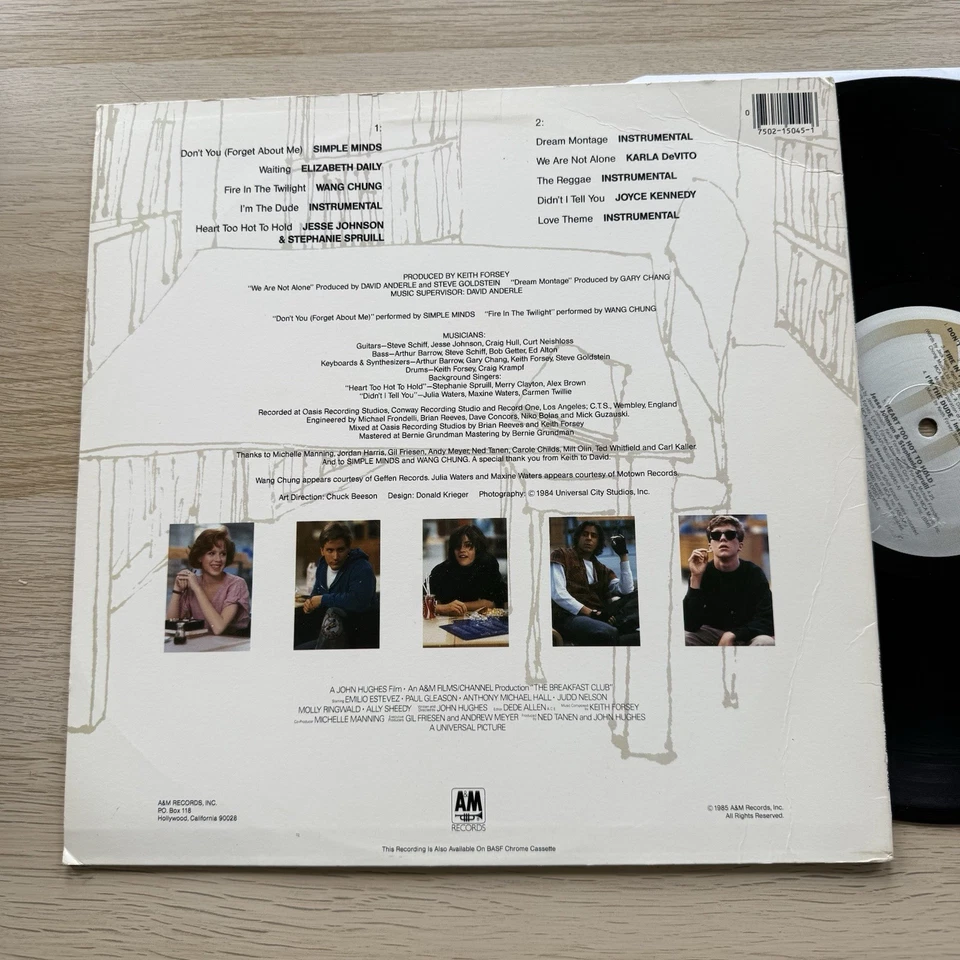 1:
Don't You (Forget About Me) SIMPLE MINDS
Waiting ELIZABETH DAILY
Fire In The Twilight WANG CHUNG
I'm The Dude INSTRUMENTAL
Heart Too Hot To Hold JESSE JOHNSON
& STEPHANIE SPRUILL
2:
Dream Montage INSTRUMENTAL
We Are Not Alone KARLA DeVITO
The Reggae INSTRUMENTAL
Didn't I Tell You JOYCE KENNEDY
Love Theme INSTRUMENTAL
0
7502-15045-1
PRODUCED BY KEITH FORSEY
"We Are Not Alone" Produced by DAVID ANDERLE and STEVE GOLDSTEIN "Dream Montage" Produced by GARY CHANG
MUSIC SUPERVISOR: DAVID ANDERLE
"Don't You (Forget About Me)" performed by SIMPLE MINDS "Fire In The Twilight" performed by WANG CHUNG
MUSICIANS:
Guitars—Steve Schiff, Jesse Johnson, Craig Hull, Curt Neishloss
Bass—Arthur Barrow, Steve Schiff, Bob Getter, Ed Alton
Keyboards & Synthesizers—Arthur Barrow, Gary Chang, Keith Forsey, Steve Goldstein
Drums—Keith Forsey, Craig Krampf
Background Singers:
"Heart Too Hot To Hold"—Stephanie Spruill, Merry Clayton, Alex Brown
"Didn't I Tell You"—Julia Waters, Maxine Waters, Carmen Twillie
Recorded at Oasis Recording Studios, Conway Recording Studio and Record One, Los Angeles; C.T.S., Wembley, England
Engineered by Michael Frondelli, Brian Reeves, Dave Concors, Niko Bolas and Mick Guzauski.
Mixed at Oasis Recording Studios by Brian Reeves and Keith Forsey
Mastered at Bernie Grundman Mastering by Bernie Grundman
Thanks to Michelle Manning, Jordan Harris, Gil Friesen, Andy Meyer, Ned Tanen, Carole Childs, Milt Olin, Ted Whitfield and Carl Kaller.
And to SIMPLE MINDS and WANG CHUNG. A special thank you from Keith to David.
Wang Chung appears courtesy of Geffen Records. Julia Waters and Maxine Waters appears courtesy of Motown Records.
Art Direction: Chuck Beeson Design: Donald Krieger Photography: © 1984 Universal City Studios, Inc.
A JOHN HUGHES Film • An A&M FILMS/CHANNEL Production "THE BREAKFAST CLUB"
Starring EMILIO ESTEVEZ • PAUL GLEASON • ANTHONY MICHAEL HALL • JUDD NELSON
MOLLY RINGWALD • ALLY SHEEDY JOHN HUGHES DEDE ALLEN KEITH FORSEY
MICHELLE MANNING GIL FRIESEN and ANDREW MEYER NED TANEN and JOHN HUGHES
A UNIVERSAL PICTURE
A&M RECORDS, INC.
P.O. Box 118
Hollywood, California 90028
A&M
RECORDS
© 1985 A&M Records, Inc.
All Rights Reserved.
This Recording Is Also Available On BASF Chrome Cassette